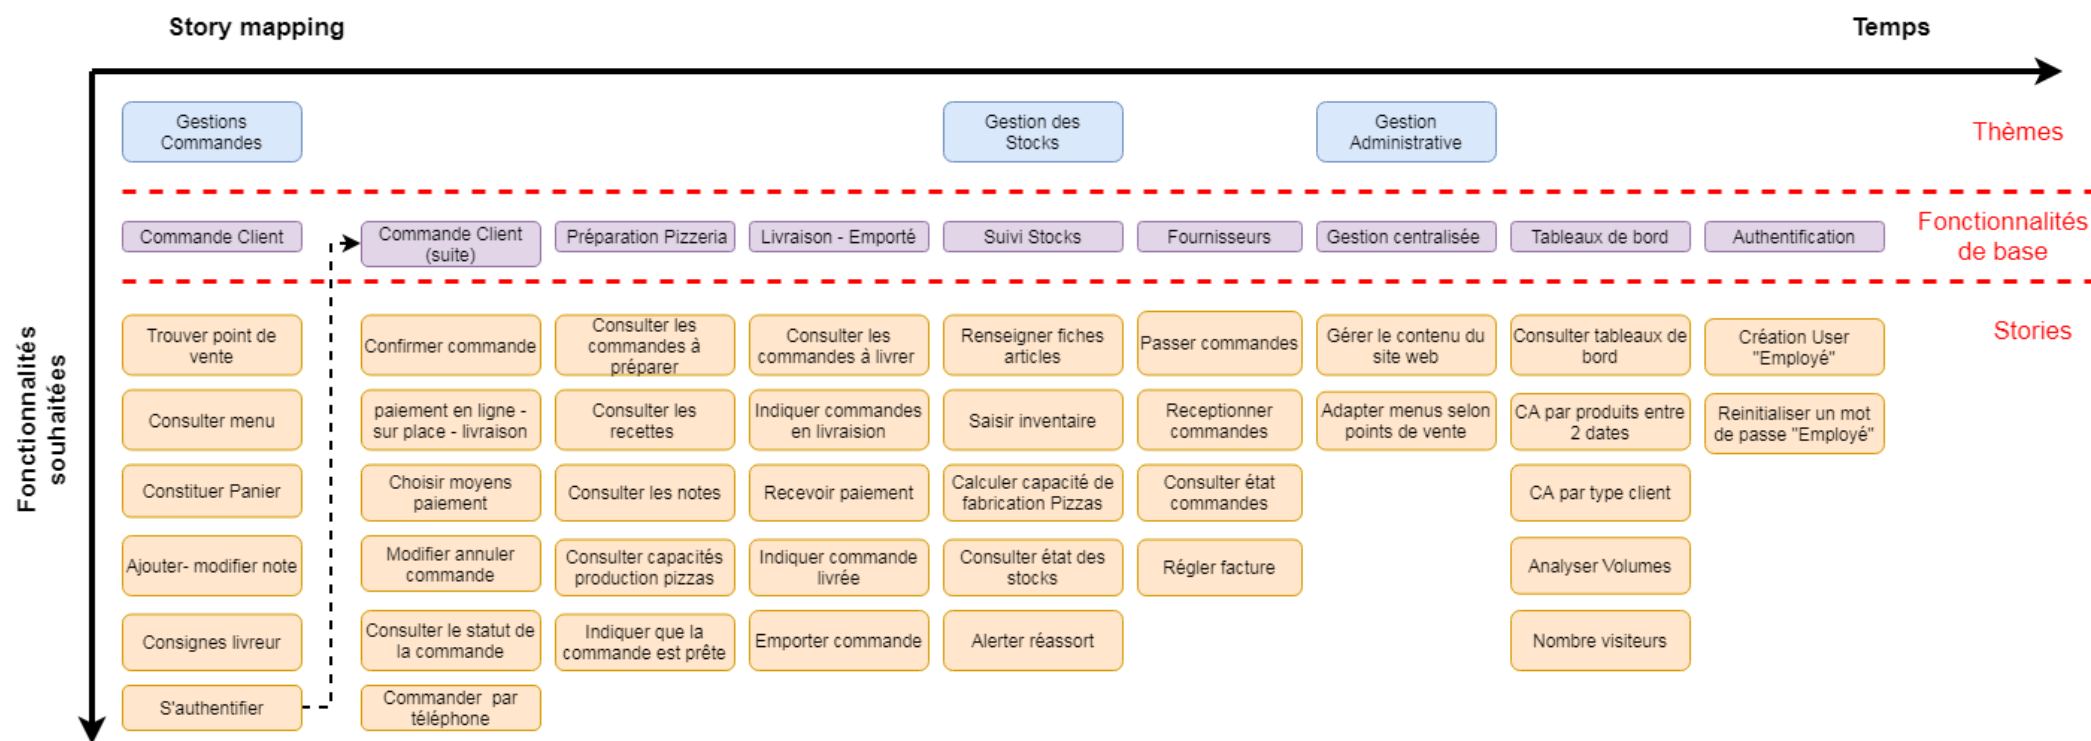 Story mapping
Temps
Gestions
Commandes
Gestion des
Stocks
Gestion
Administrative
Thèmes
Commande Client
Commande Client
(suite)
Préparation Pizzeria
Livraison - Emporté
Suivi Stocks
Fournisseurs
Gestion centralisée
Tableaux de bord
Authentification
Fonctionnalités
de base
Fonctionnalités
souhaitées
Stories
Trouver point de
vente
Confirmer commande
Consulter les
commandes à
préparer
Consulter les
commandes à livrer
Renseigner fiches
articles
Passer commandes
Gérer le contenu du
site web
Consulter tableaux de
bord
Création User
"Employé"
Consulter menu
paiement en ligne -
sur place - livraison
Consulter les
recettes
Indiquer commandes
en livraision
Saisir inventaire
Receptionner
commandes
Adapter menus selon
points de vente
CA par produits entre
2 dates
Reinitialiser un mot
de passe "Employé"
Constituer Panier
Choisir moyens
paiement
Consulter les notes
Recevoir paiement
Calculer capacité de
fabrication Pizzas
Consulter état
commandes
CA par type client
Ajouter- modifier note
Modifier annuler
commande
Consulter capacités
production pizzas
Indiquer commande
livrée
Consulter état des
stocks
Régler facture
Analyser Volumes
Consignes livreur
Consulter le statut de
la commande
Indiquer que la
commande est prête
Emporter commande
Alerter réassort
Nombre visiteurs
S'authentifier
Commander par
téléphone